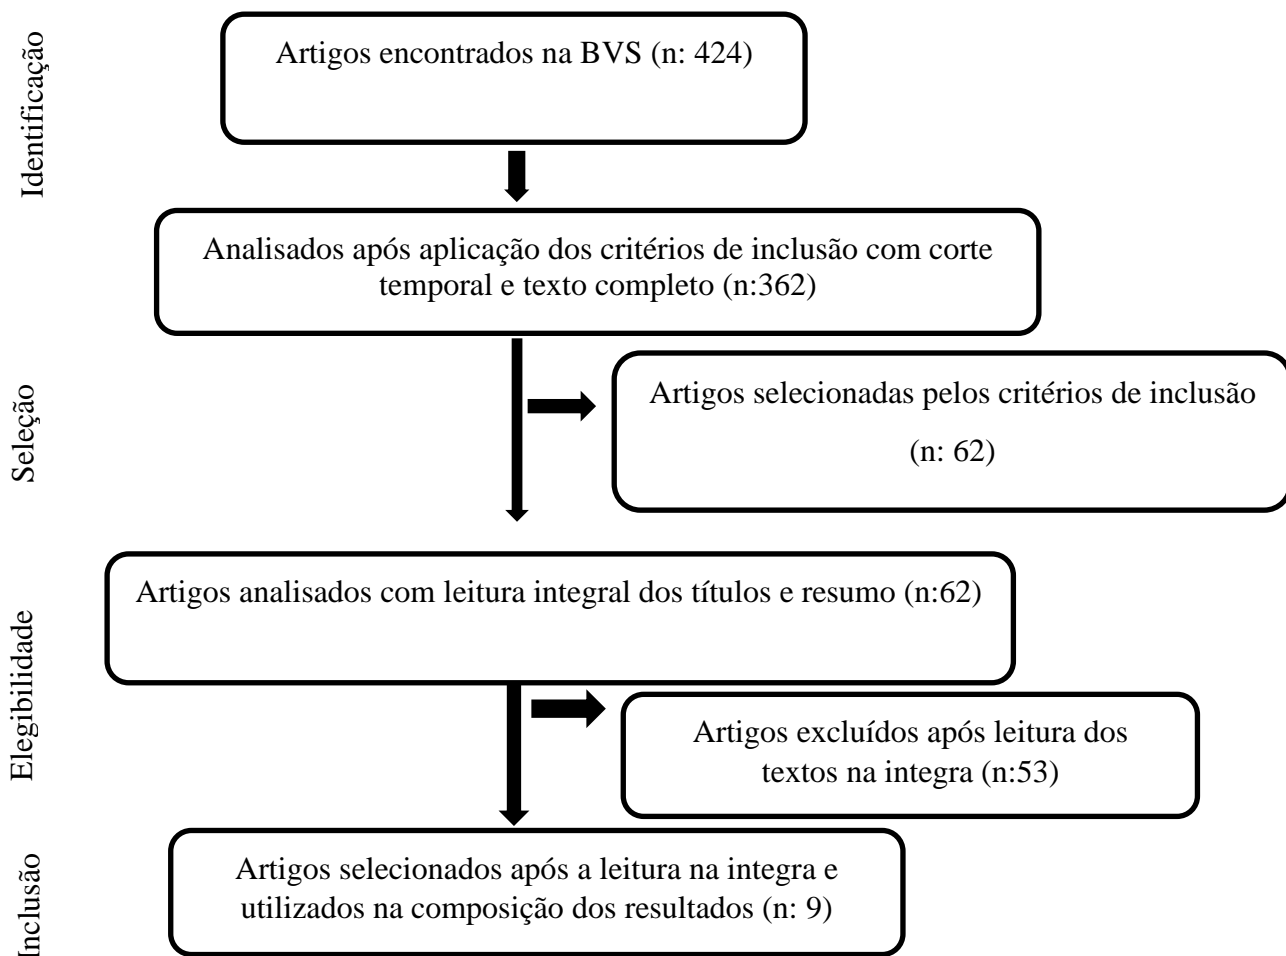 Identificação
Artigos encontrados na BVS (n: 424)
Analisados após aplicação dos critérios de inclusão com corte
temporal e texto completo (n:362)
Seleção
Artigos selecionadas pelos critérios de inclusão
(n: 62)
Elegibilidade
Artigos analisados com leitura integral dos títulos e resumo (n:62)
Artigos excluídos após leitura dos
textos na integra (n:53)
Inclusão
Artigos selecionados após a leitura na integra e
utilizados na composição dos resultados (n: 9)